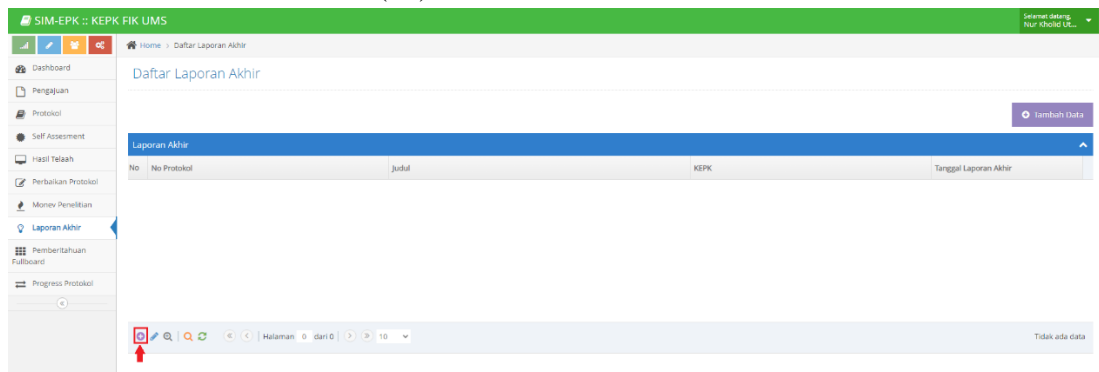 SIM-EPK :: KEPK FIK UMS
Selamat datang,
Nur Kholid Ut...
Home > Daftar Laporan Akhir
Dashboard
Pengajuan
Protokol
Self Assesment
Hasil Telaah
Perbaikan Protokol
Monev Penelitian
Laporan Akhir
Pemberitahuan
Fullboard
Progress Protokol
Daftar Laporan Akhir
Tambah Data
Laporan Akhir
No No Protokol Judul KEPK Tanggal Laporan Akhir
Halaman 0 dari 0 10 Tidak ada data